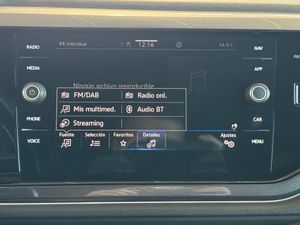 RADIO
NAV
Individual
12:16
14.5
Ningún archivo reproducible
MEDIA
APP
FM/DAB
Radio onl.
Mis multimed.
Audio BT
Streaming
PHONE
CAR
VOICE
MENU
Fuente
Selección
Favoritos
Detalles
Ajustes